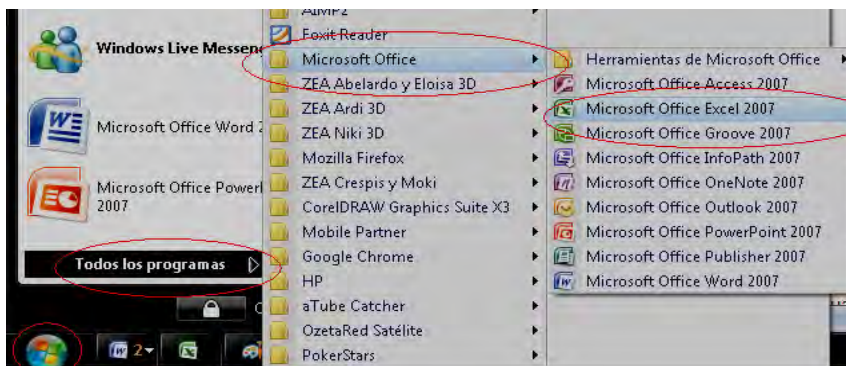 Windows Live Messeng
Microsoft Office Word 2
Microsoft Office PowerP
2007
Todos los programas
2
AIMP2
Foxit Reader
Microsoft Office
ZEA Abelardo y Eloisa 3D
ZEA Ardi 3D
ZEA Niki 3D
Mozilla Firefox
ZEA Crespis y Moki
CorelDRAW Graphics Suite X3
Mobile Partner
Google Chrome
HP
aTube Catcher
OzetaRed Satélite
PokerStars
Herramientas de Microsoft Office
Microsoft Office Access 2007
Microsoft Office Excel 2007
Microsoft Office Groove 2007
Microsoft Office InfoPath 2007
Microsoft Office OneNote 2007
Microsoft Office Outlook 2007
Microsoft Office PowerPoint 2007
Microsoft Office Publisher 2007
Microsoft Office Word 2007